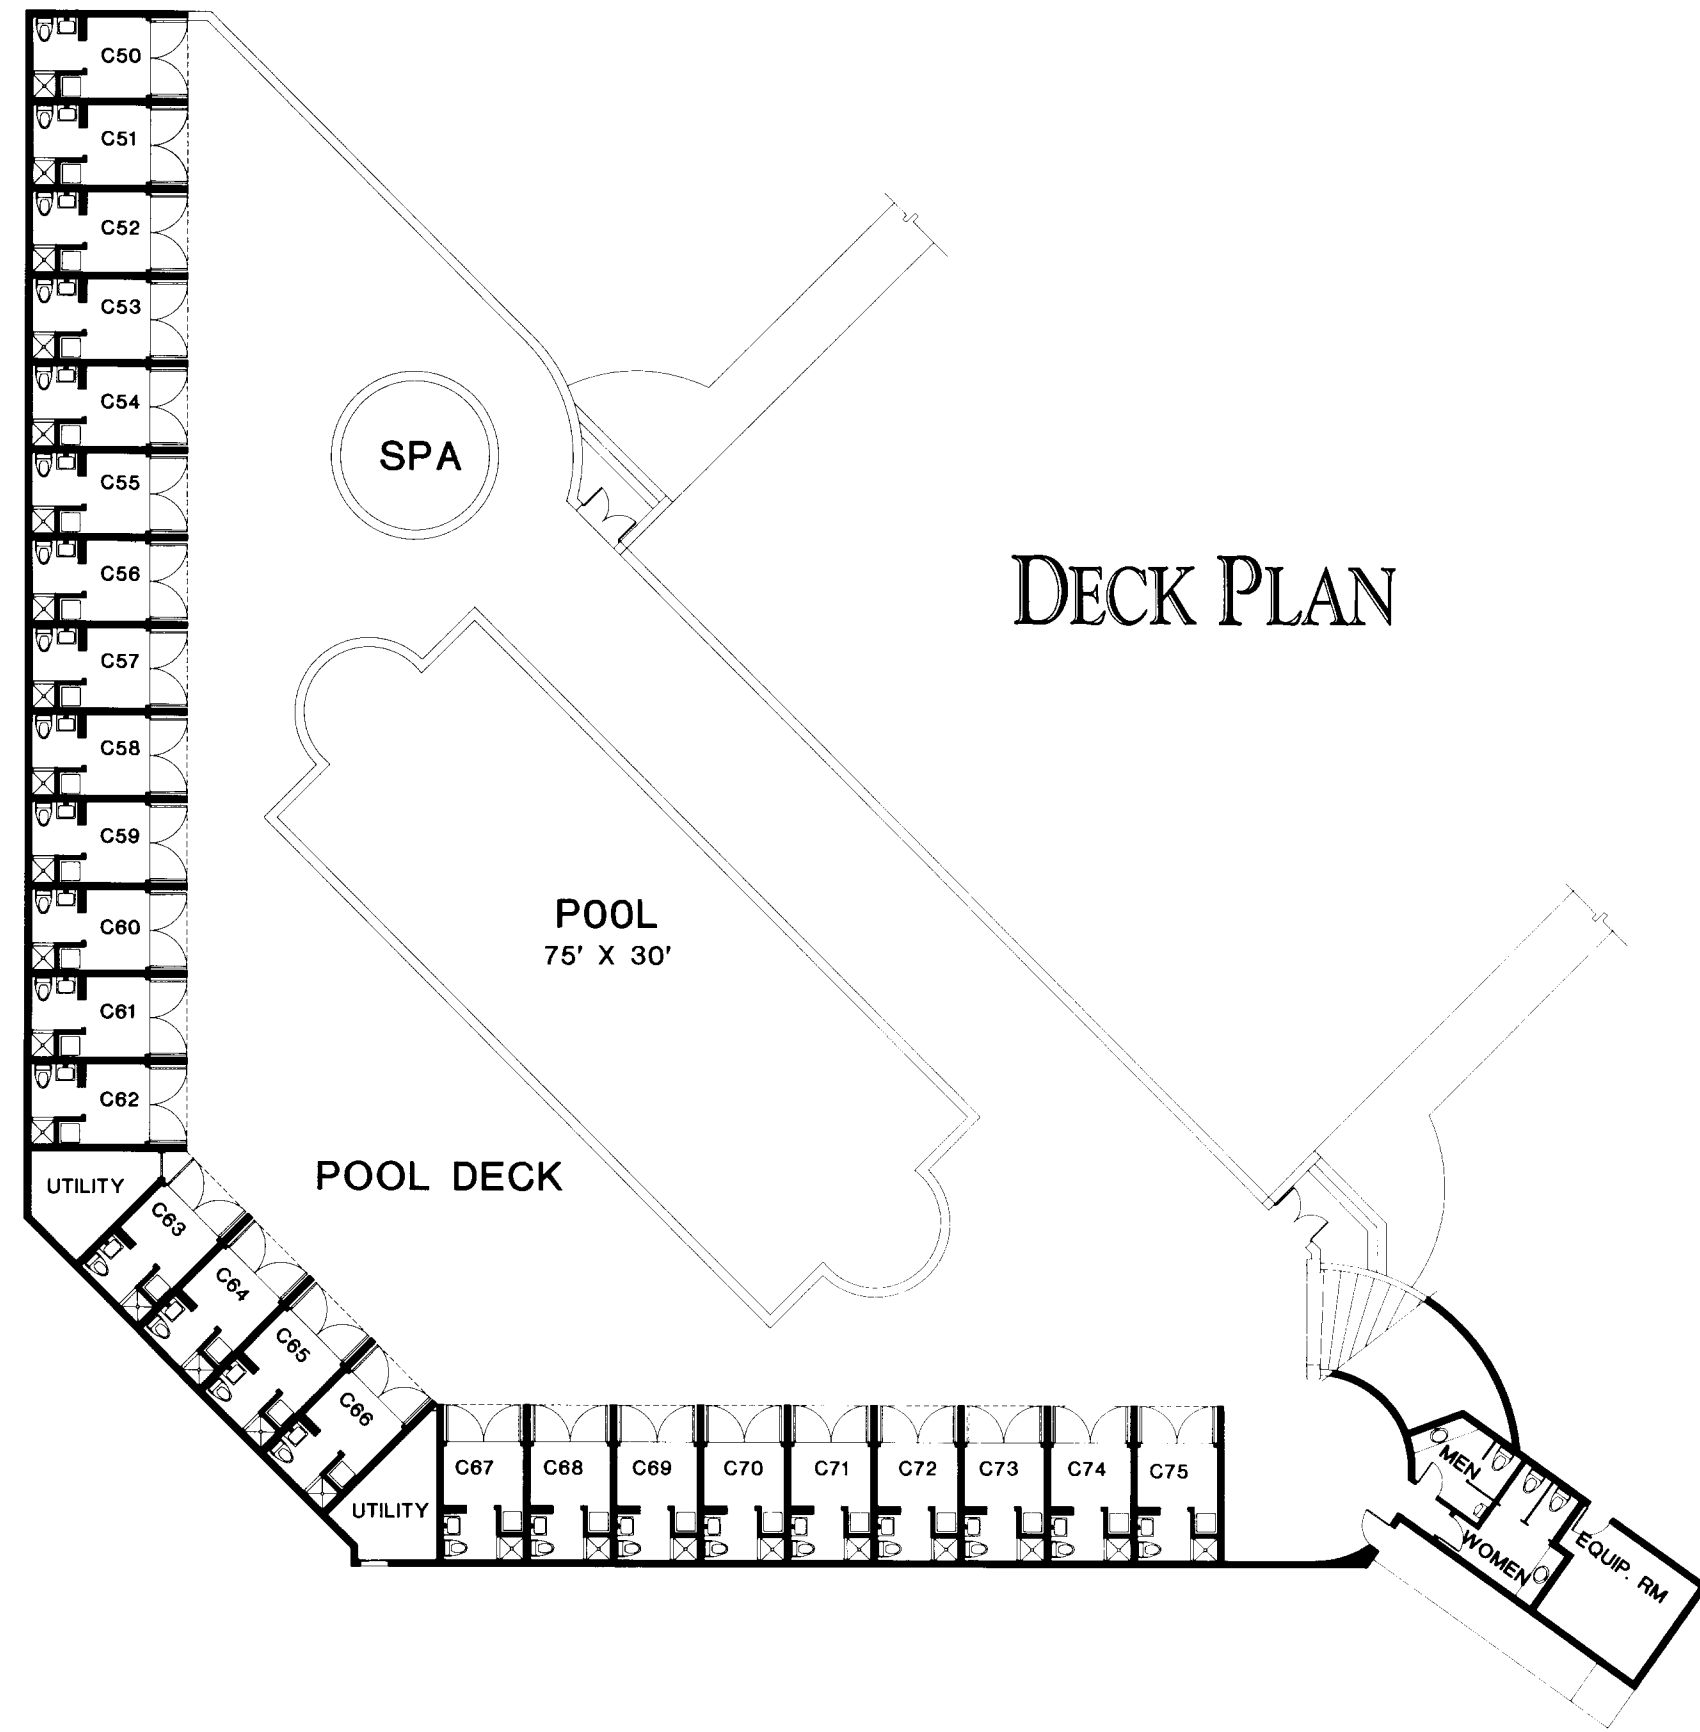 C50
C51
C52
C53
C54
C55
C56
C57
C58
C59
C60
C61
C62
SPA
DECK PLAN
POOL
75' X 30'
POOL DECK
UTILITY
C63
C64
C65
C66
UTILITY
C67
C68
C69
C70
C71
C72
C73
C74
C75
MEN
WOMEN
EQUIP. RM